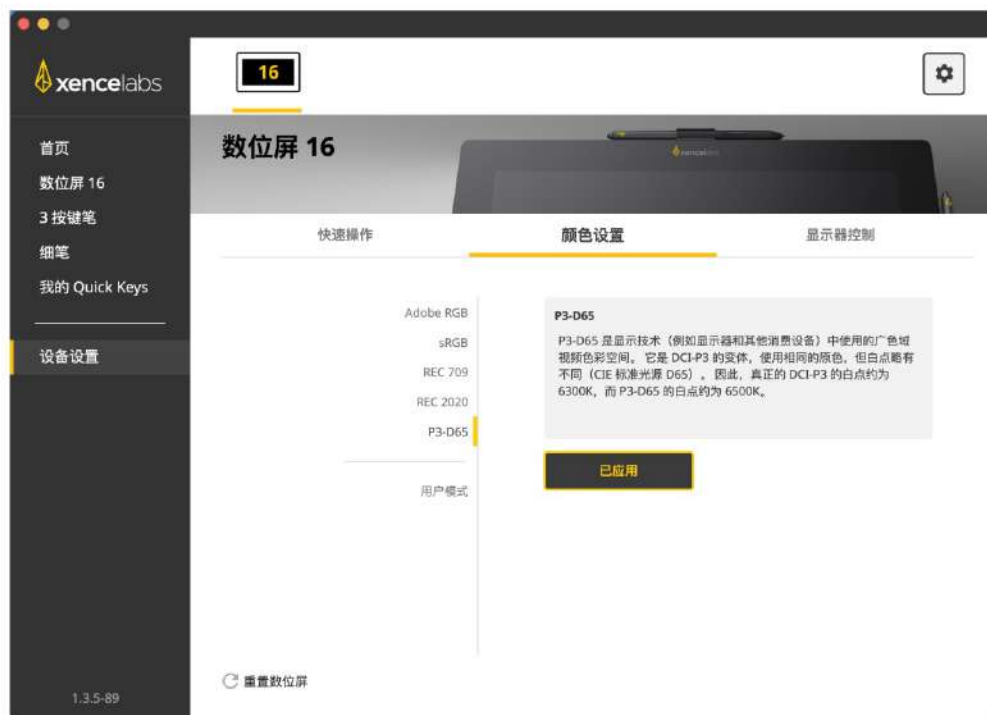 xencelabs
16
首页
数位屏 16
3 按键笔
细笔
我的 Quick Keys
设备设置
1.3.5-89
数位屏 16
xencelabs
快速操作
颜色设置
显示器控制
Adobe RGB
sRGB
REC 709
REC 2020
P3-D65
用户模式
P3-D65
P3-D65 是显示技术（例如显示器和其他消费设备）中使用的广色域
视频色彩空间。 它是 DCI-P3 的变体，使用相同的原色，但白点略有
不同（CIE 标准光源 D65）。 因此，真正的 DCI-P3 的白点约为
6300K，而 P3-D65 的白点约为 6500K。
已应用
重置数位屏